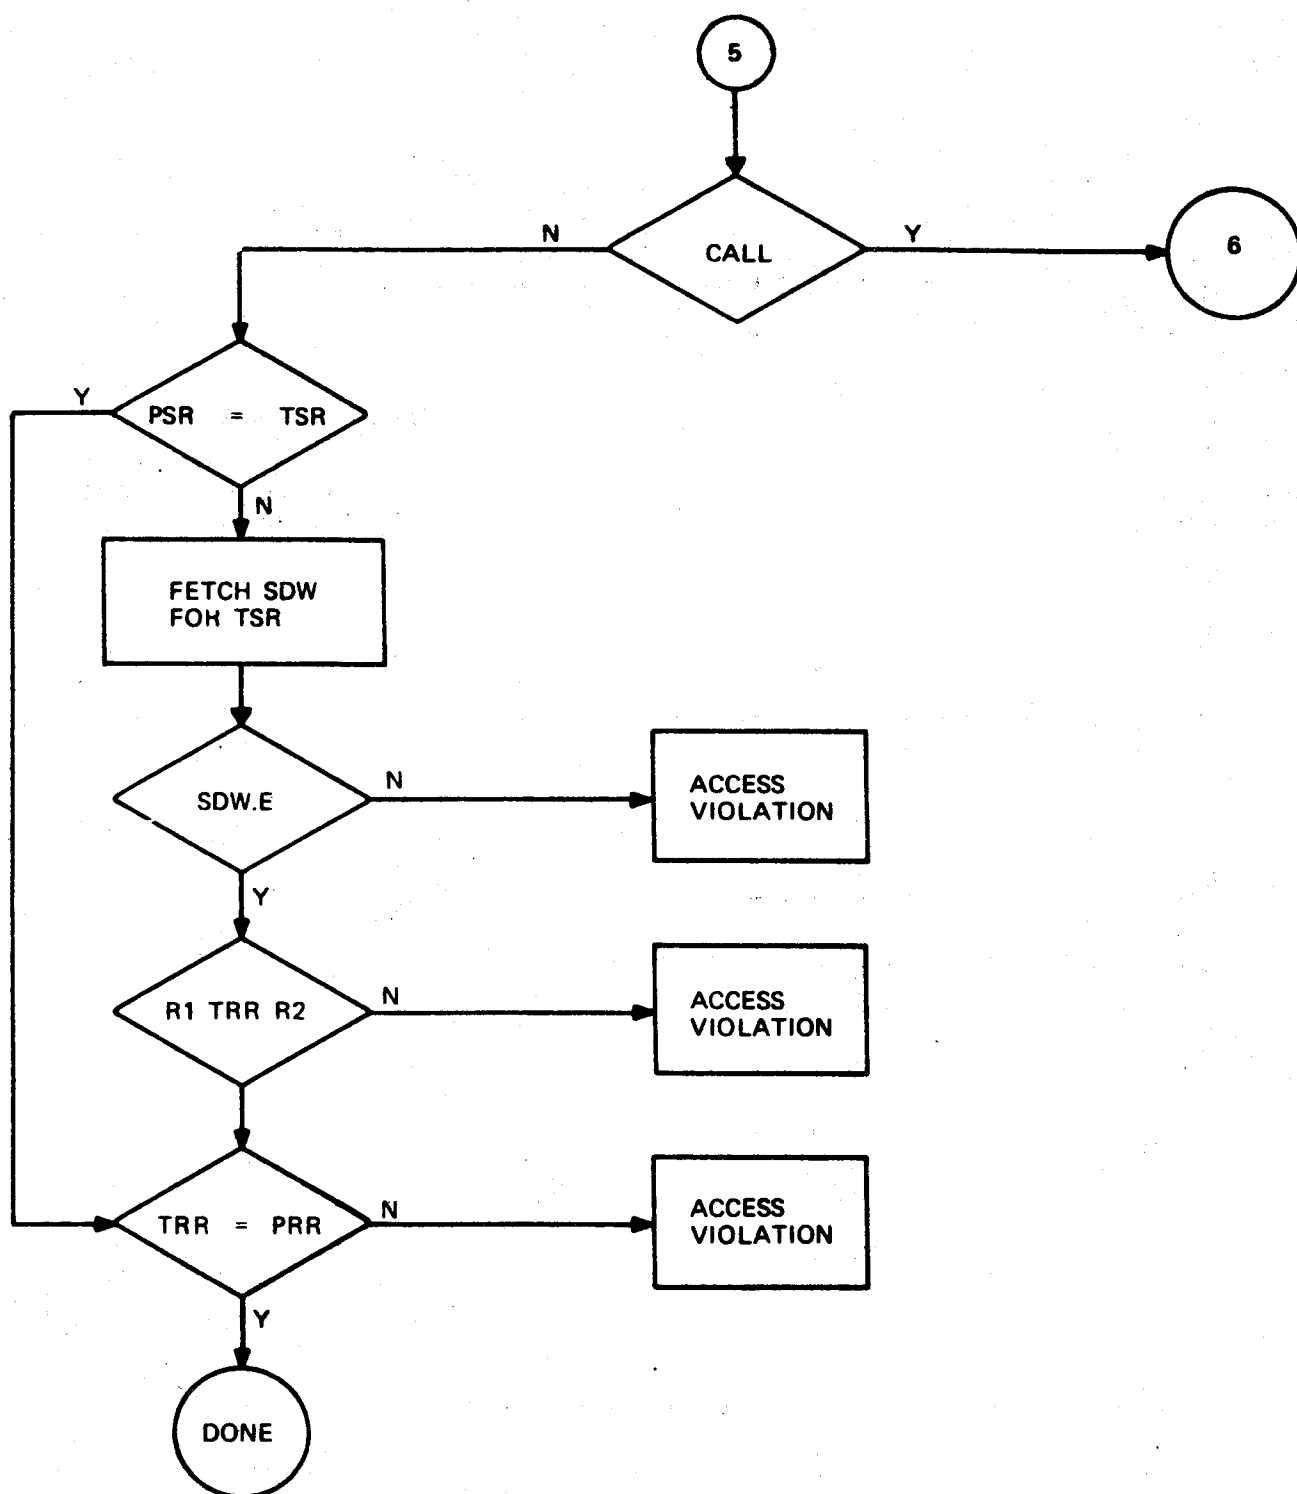 5
N
CALL
Y
6
Y
PSR = TSR
N
FETCH SDW
FOR TSR
SDW.E
N
ACCESS
VIOLATION
Y
R1 TRR R2
N
ACCESS
VIOLATION
TRR = PRR
N
ACCESS
VIOLATION
Y
DONE